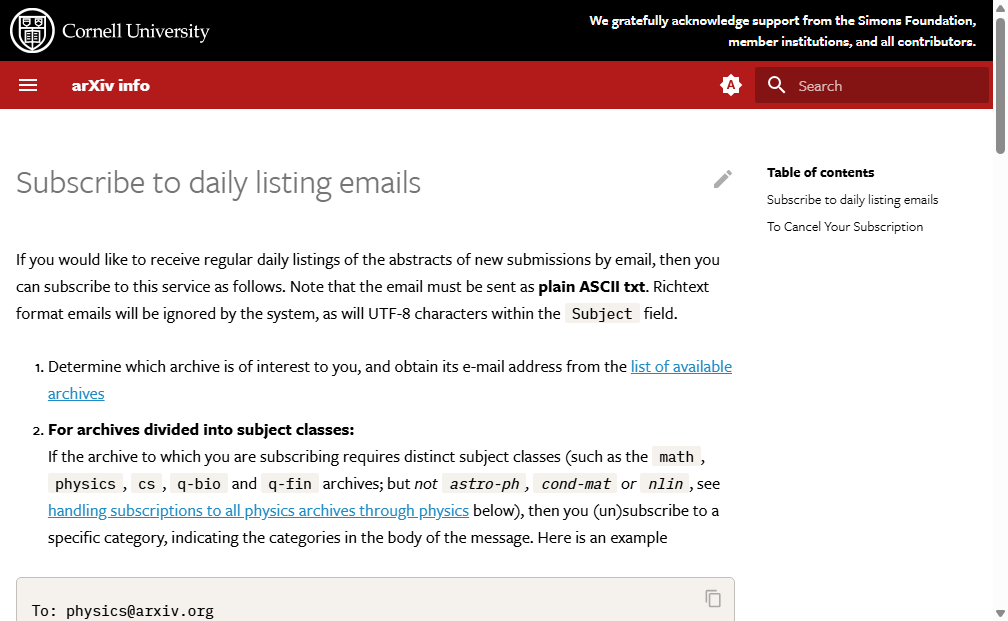 Cornell University
We gratefully acknowledge support from the Simons Foundation,
member institutions, and all contributors.
arXiv info
A
Search
Subscribe to daily listing emails
If you would like to receive regular daily listings of the abstracts of new submissions by email, then you
can subscribe to this service as follows. Note that the email must be sent as plain ASCII txt. Richtext
format emails will be ignored by the system, as will UTF-8 characters within the Subject field.
1. Determine which archive is of interest to you, and obtain its e-mail address from the list of available
archives
2. For archives divided into subject classes:
If the archive to which you are subscribing requires distinct subject classes (such as the math ,
physics , cs , q-bio and q-fin archives; but not astro-ph , cond-mat or nlin , see
handling subscriptions to all physics archives through physics below), then you (un)subscribe to a
specific category, indicating the categories in the body of the message. Here is an example
To: physics@arxiv.org
Table of contents
Subscribe to daily listing emails
To Cancel Your Subscription